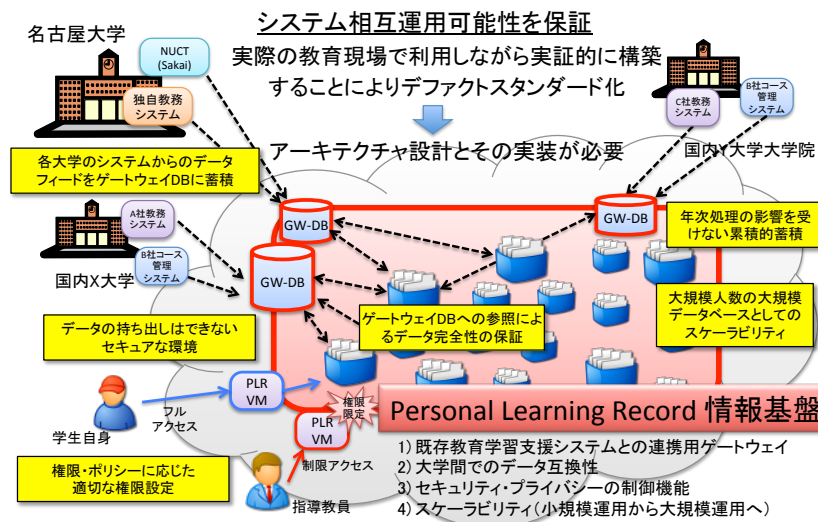 システム相互運用可能性を保証
名古屋大学
NUCT
(Sakai)
独自教務
システム
実際の教育現場で利用しながら実証的に構築
することによりデファクトスタンダード化
C社教務
システム
B社コース
管理
システム
国内Y大学大学院
アーキテクチャ設計とその実装が必要
各大学のシステムからのデータ
フィードをゲートウェイDBに蓄積
A社教務
システム
B社コース
管理
システム
国内X大学
GW-DB
GW-DB
GW-DB
年次処理の影響を受
けない累積的蓄積
大規模人数の大規模
データベースとしての
スケーラビリティ
ゲートウェイDBへの参照によ
るデータ完全性の保証
データの持ち出しはできない
セキュアな環境
PLR
VM
フル
アクセス
学生自身
権限
限定
PLR
VM
制限アクセス
指導教員
権限・ポリシーに応じた
適切な権限設定
Personal Learning Record 情報基盤
1) 既存教育学習支援システムとの連携用ゲートウェイ
2) 大学間でのデータ互換性
3) セキュリティ・プライバシーの制御機能
4) スケーラビリティ(小規模運用から大規模運用へ)